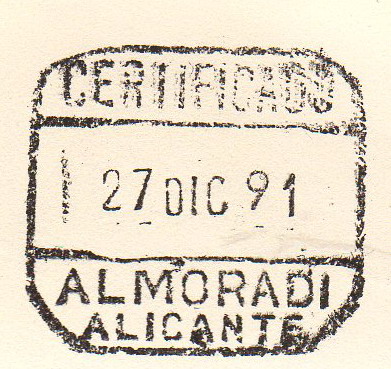 CERTIFICADO
27 DIC 91
ALMORADI
ALICANTE